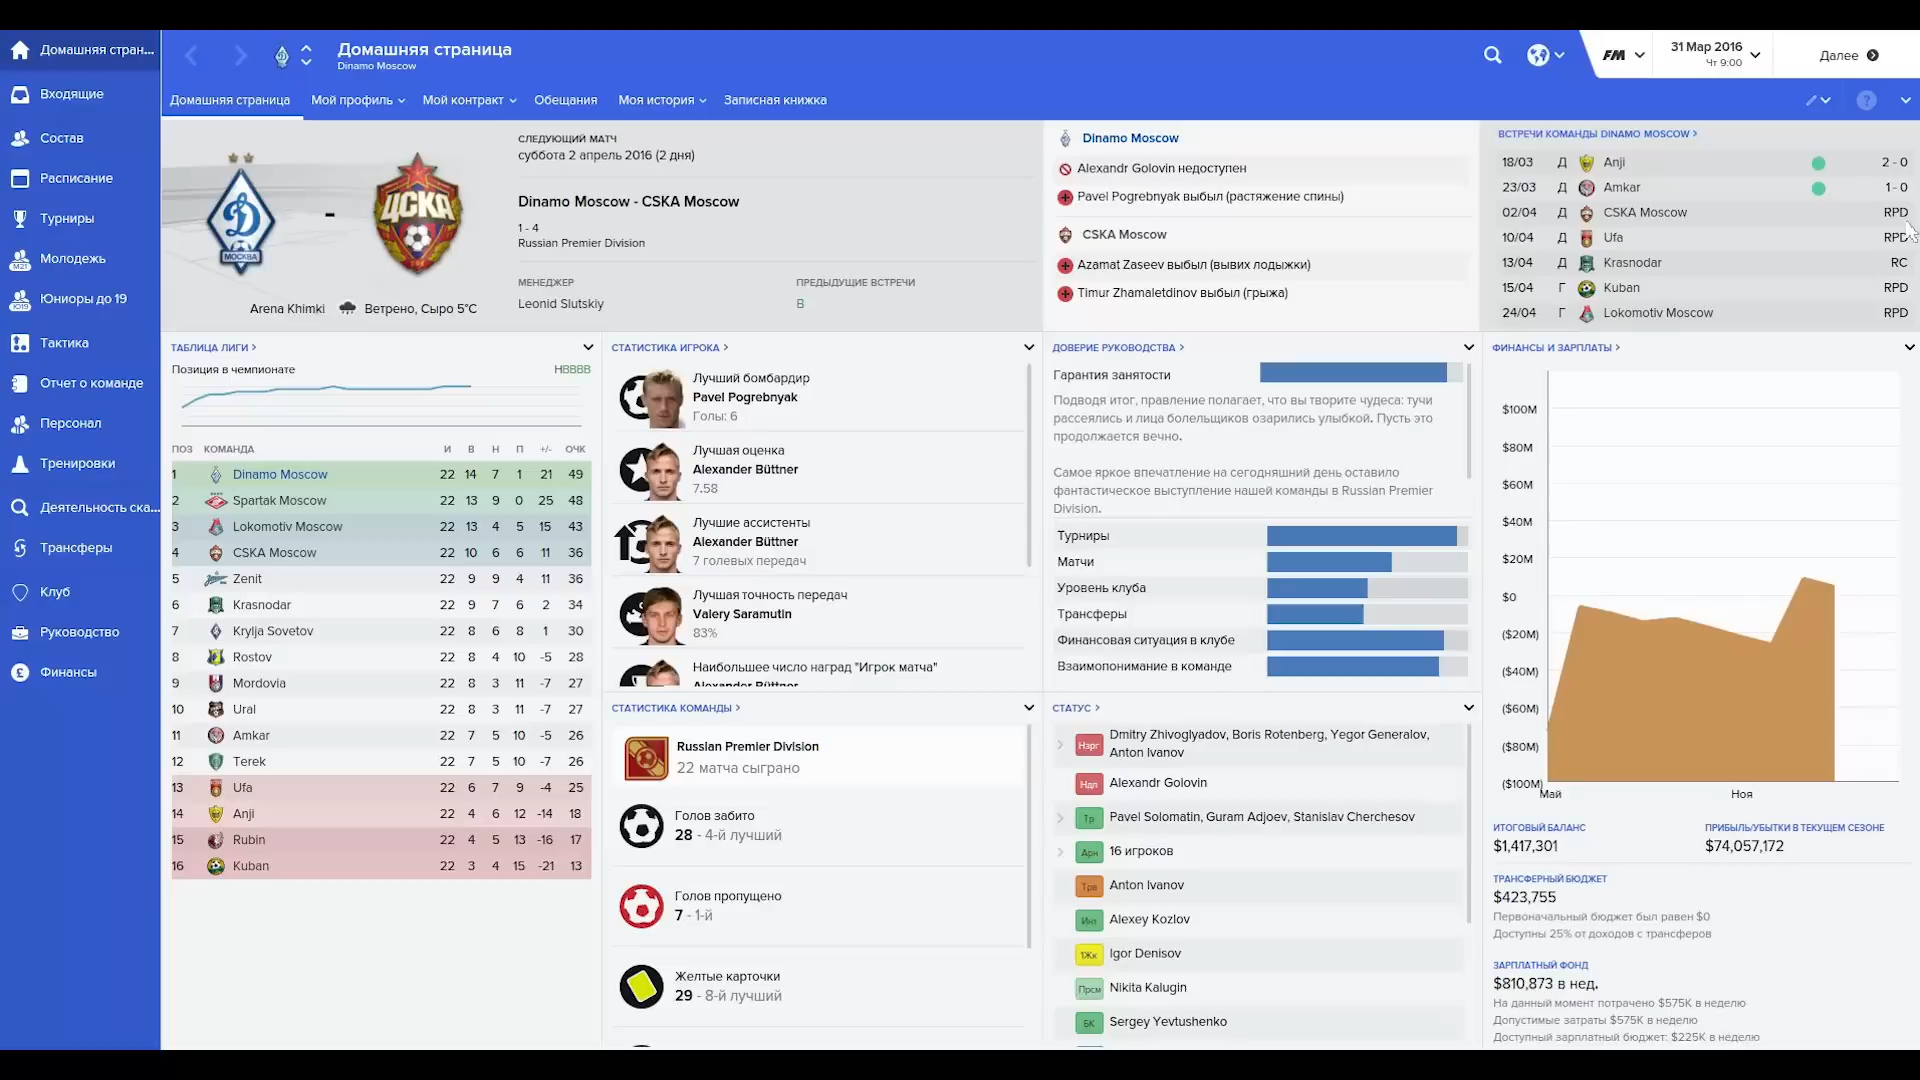 Домашняя стран...
Входящие
Состав
Расписание
Турниры
Молодежь
Юниоры до 19
Тактика
Отчет о команде
Персонал
Тренировки
Деятельность ска...
Трансферы
Клуб
Руководство
Финансы
Домашняя страница
Dinamo Moscow
FM
31 Мар 2016
Чт 9:00
Далее
Домашняя страница
Мой профиль
Мой контракт
Обещания
Моя история
Записная книжка
МОСКВА
-
ЦСКА
Arena Khimki
Ветрено, Сыро 5°C
СЛЕДУЮЩИЙ МАТЧ
суббота 2 апрель 2016 (2 дня)
Dinamo Moscow - CSKA Moscow
1 - 4
Russian Premier Division
МЕНЕДЖЕР
Leonid Slutskiy
ПРЕДЫДУЩИЕ ВСТРЕЧИ
В
Dinamo Moscow
Alexandr Golovin недоступен
Pavel Pogrebnyak выбыл (растяжение спины)
CSKA Moscow
Azamat Zaseev выбыл (вывих лодыжки)
Timur Zhamaletdinov выбыл (грыжа)
ВСТРЕЧИ КОМАНДЫ DINAMO MOSCOW >
18/03 Д Anji 2 - 0
23/03 Д Amkar 1 - 0
02/04 Д CSKA Moscow RPD
10/04 Д Ufa RPD
13/04 Д Krasnodar RC
15/04 Г Kuban RPD
24/04 Г Lokomotiv Moscow RPD
ТАБЛИЦА ЛИГИ >
Позиция в чемпионате НВВВВ
ПОЗ КОМАНДА И В Н П +/- ОЧК
1 Dinamo Moscow 22 14 7 1 21 49
2 Spartak Moscow 22 13 9 0 25 48
3 Lokomotiv Moscow 22 13 4 5 15 43
4 CSKA Moscow 22 10 6 6 11 36
5 Zenit 22 9 9 4 11 36
6 Krasnodar 22 9 7 6 2 34
7 Krylja Sovetov 22 8 6 8 1 30
8 Rostov 22 8 4 10 -5 28
9 Mordovia 22 8 3 11 -7 27
10 Ural 22 8 3 11 -7 27
11 Amkar 22 7 5 10 -5 26
12 Terek 22 7 5 10 -7 26
13 Ufa 22 6 7 9 -4 25
14 Anji 22 4 6 12 -14 18
15 Rubin 22 4 5 13 -16 17
16 Kuban 22 3 4 15 -21 13
СТАТИСТИКА ИГРОКА >
Лучший бомбардир
Pavel Pogrebnyak
Голы: 6
Лучшая оценка
Alexander Büttner
7.58
Лучшие ассистенты
Alexander Büttner
7 голевых передач
Лучшая точность передач
Valery Saramutin
83%
Наибольшее число наград "Игрок матча"
Alexander Büttner
СТАТИСТИКА КОМАНДЫ >
Russian Premier Division
22 матча сыграно
Голов забито
28 - 4-й лучший
Голов пропущено
7 - 1-й
Желтые карточки
29 - 8-й лучший
ДОВЕРИЕ РУКОВОДСТВА >
Гарантия занятости
Подводя итог, правление полагает, что вы творите чудеса: тучи
рассеялись и лица болельщиков озарились улыбкой. Пусть это
продолжается вечно.
Самое яркое впечатление на сегодняшний день оставило
фантастическое выступление нашей команды в Russian Premier
Division.
Турниры
Матчи
Уровень клуба
Трансферы
Финансовая ситуация в клубе
Взаимопонимание в команде
СТАТУС >
Нзрг Dmitry Zhivoglyadov, Boris Rotenberg, Yegor Generalov,
Anton Ivanov
Ндп Alexandr Golovin
Тр Pavel Solomatin, Guram Adjoev, Stanislav Cherchesov
Арн 16 игроков
Трв Anton Ivanov
Инт Alexey Kozlov
1Жк Igor Denisov
Прсм Nikita Kalugin
БК Sergey Yevtushenko
ФИНАНСЫ И ЗАРПЛАТЫ >
$100M
$80M
$60M
$40M
$20M
$0
($20M)
($40M)
($60M)
($80M)
($100M)
Май Ноя
ИТОГОВЫЙ БАЛАНС
$1,417,301
ПРИБЫЛЬ/УБЫТКИ В ТЕКУЩЕМ СЕЗОНЕ
$74,057,172
ТРАНСФЕРНЫЙ БЮДЖЕТ
$423,755
Первоначальный бюджет был равен $0
Доступны 25% от доходов с трансферов
ЗАРПЛАТНЫЙ ФОНД
$810,873 в нед.
На данный момент потрачено $575K в неделю
Допустимые затраты $575K в неделю
Доступный зарплатный бюджет: $225K в неделю